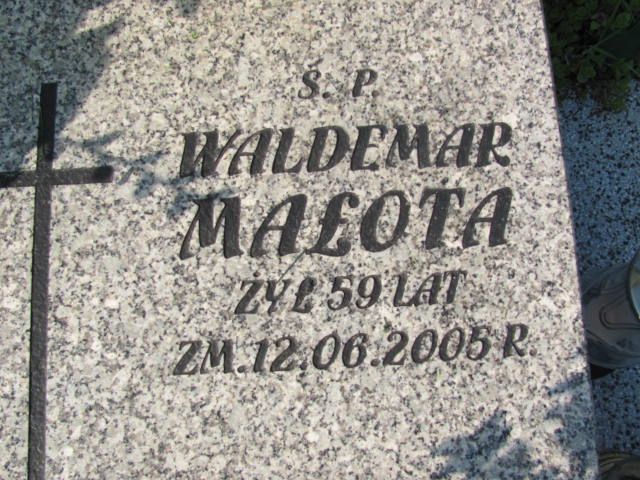 Ś. P.
WALDEMAR
MAŁOTA
ŻYŁ 59 LAT
ZM. 12.06.2005 R.